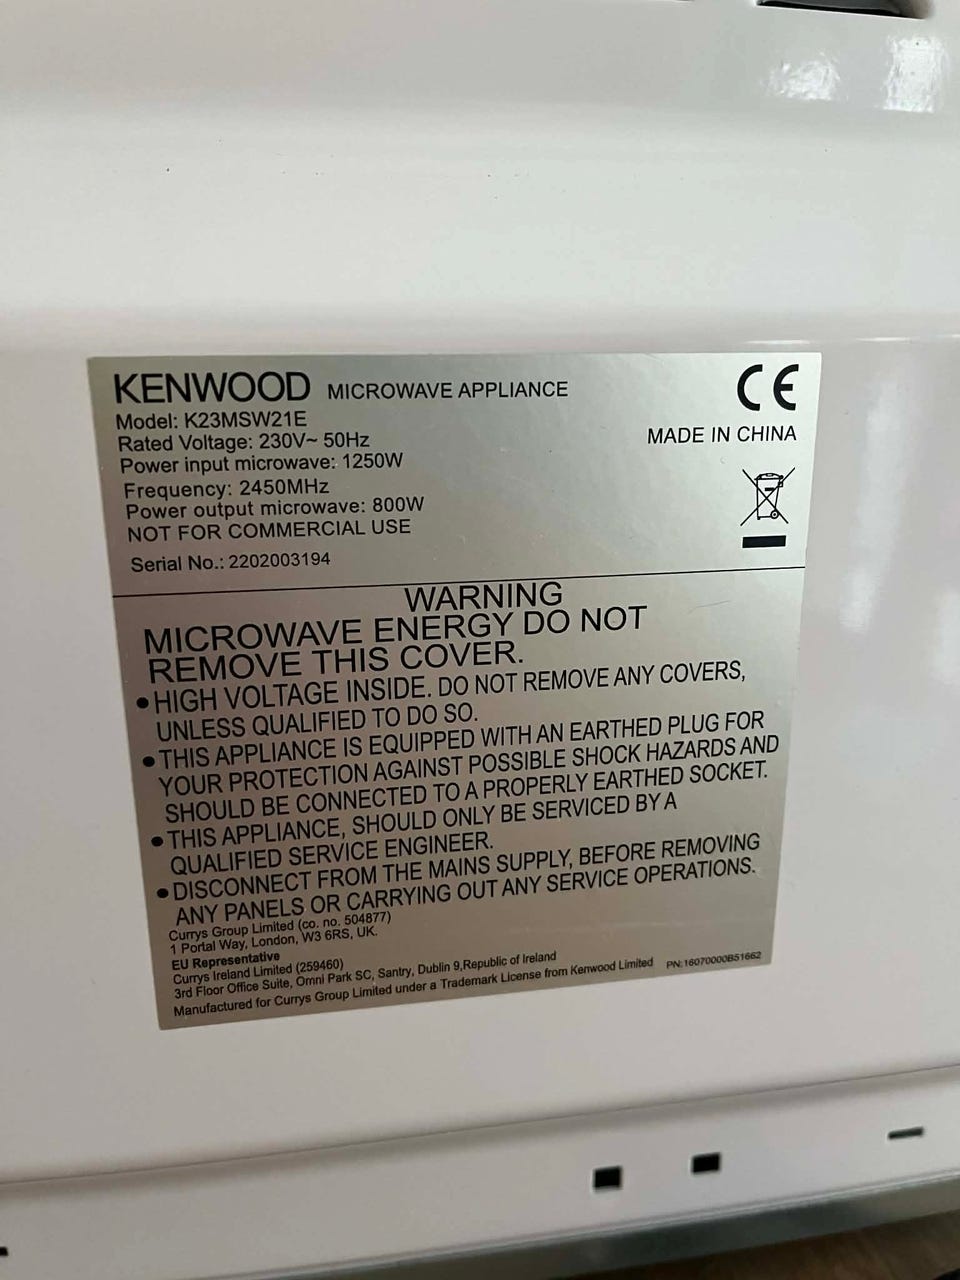 KENWOOD MICROWAVE APPLIANCE
CE
Model: K23MSW21E
Rated Voltage: 230V~ 50Hz
MADE IN CHINA
Power input microwave: 1250W
Frequency: 2450MHz
Power output microwave: 800W
NOT FOR COMMERCIAL USE
Serial No.: 2202003194
WARNING
MICROWAVE ENERGY DO NOT
REMOVE THIS COVER.
•HIGH VOLTAGE INSIDE. DO NOT REMOVE ANY COVERS,
UNLESS QUALIFIED TO DO SO.
•THIS APPLIANCE IS EQUIPPED WITH AN EARTHED PLUG FOR
YOUR PROTECTION AGAINST POSSIBLE SHOCK HAZARDS AND
SHOULD BE CONNECTED TO A PROPERLY EARTHED SOCKET.
•THIS APPLIANCE, SHOULD ONLY BE SERVICED BY A
QUALIFIED SERVICE ENGINEER.
•DISCONNECT FROM THE MAINS SUPPLY, BEFORE REMOVING
ANY PANELS OR CARRYING OUT ANY SERVICE OPERATIONS.
Currys Group Limited (co. no. 504877)
1 Portal Way, London, W3 6RS, UK.
EU Representative
Currys Ireland Limited (259460)
3rd Floor Office Suite, Omni Park SC, Santry, Dublin 9,Republic of Ireland
Manufactured for Currys Group Limited under a Trademark License from Kenwood Limited PN:16070000B51662